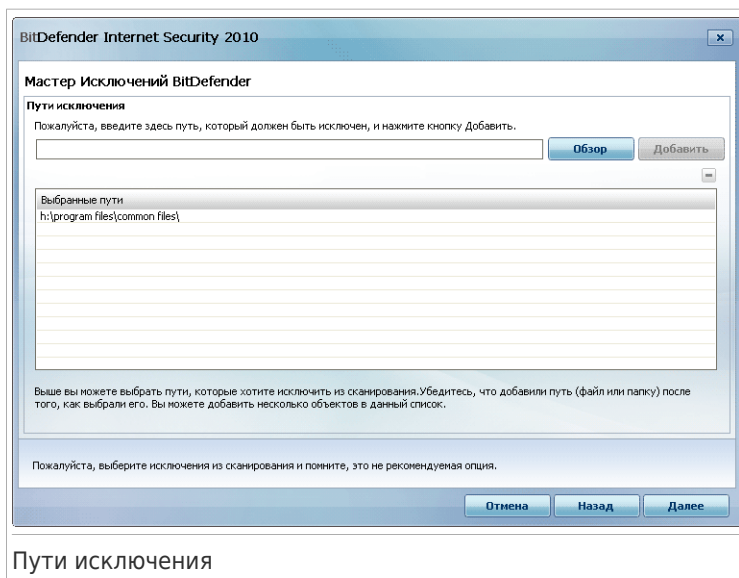 BitDefender Internet Security 2010
Мастер Исключений BitDefender
Пути исключения
Пожалуйста, введите здесь путь, который должен быть исключен, и нажмите кнопку Добавить.
Обзор
Добавить
Выбранные пути
h:\program files\common files\
Выше вы можете выбрать пути, которые хотите исключить из сканирования.Убедитесь, что добавили путь (файл или папку) после
того, как выбрали его. Вы можете добавить несколько объектов в данный список.
Пожалуйста, выберите исключения из сканирования и помните, это не рекомендуемая опция.
Отмена
Назад
Далее
Пути исключения